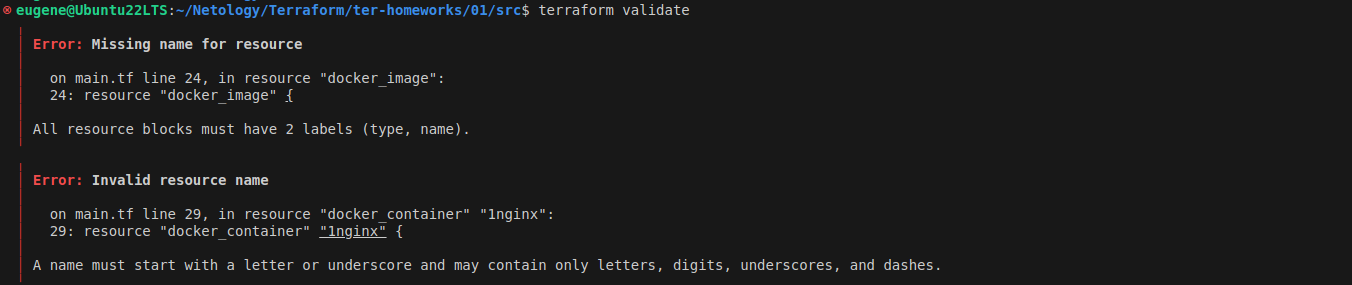 eugene@Ubuntu22LTS:~/Netology/Terraform/ter-homeworks/01/src$ terraform validate
Error: Missing name for resource
on main.tf line 24, in resource "docker_image":
24: resource "docker_image" {
All resource blocks must have 2 labels (type, name).
Error: Invalid resource name
on main.tf line 29, in resource "docker_container" "1nginx":
29: resource "docker_container" "1nginx" {
A name must start with a letter or underscore and may contain only letters, digits, underscores, and dashes.